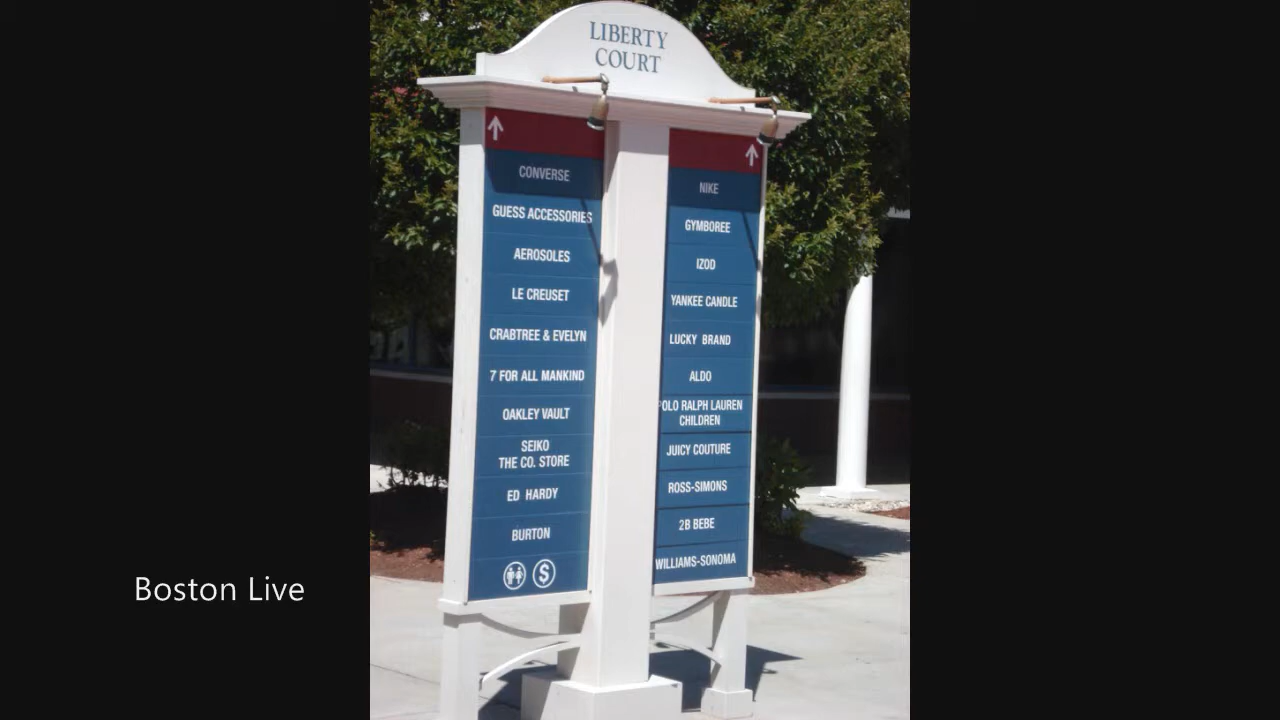 LIBERTY
COURT
CONVERSE
GUESS ACCESSORIES
AEROSOLES
LE CREUSET
CRABTREE & EVELYN
7 FOR ALL MANKIND
OAKLEY VAULT
SEIKO
THE CO. STORE
ED HARDY
BURTON
$
NIKE
GYMBOREE
IZOD
YANKEE CANDLE
LUCKY BRAND
ALDO
POLO RALPH LAUREN
CHILDREN
JUICY COUTURE
ROSS-SIMONS
2B BEBE
WILLIAMS-SONOMA
Boston Live